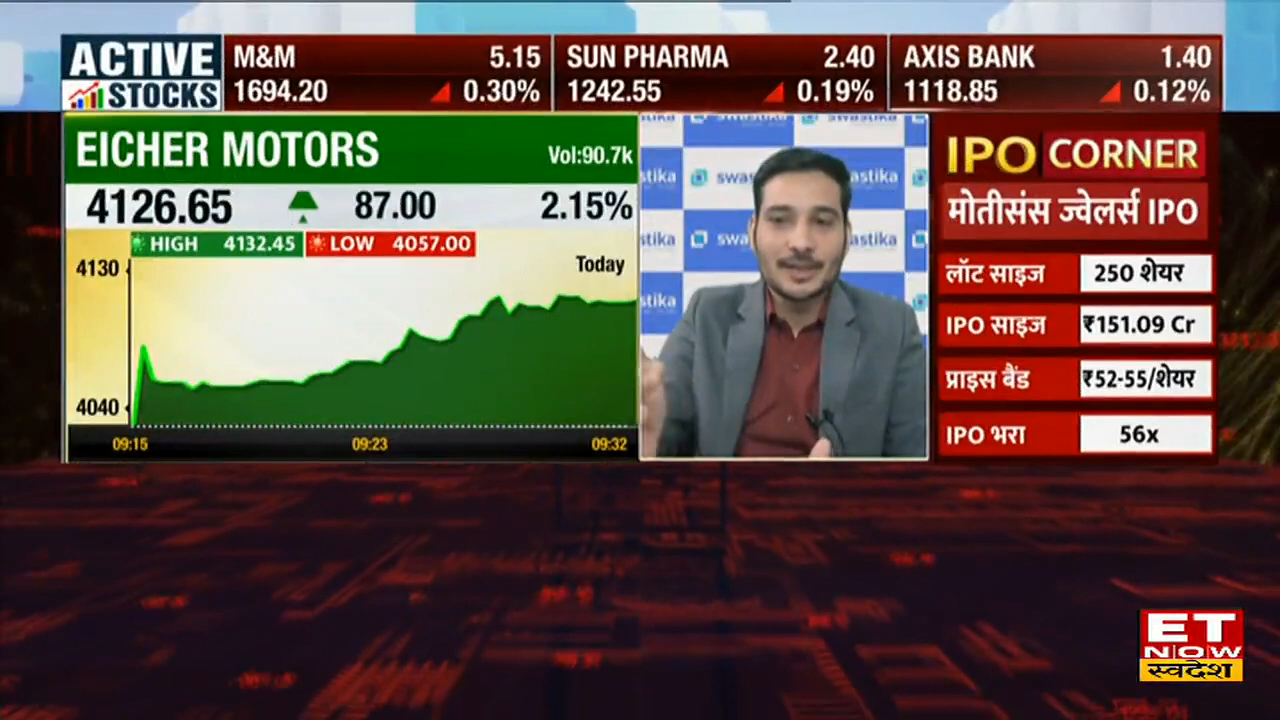 ACTIVE
STOCKS
M&M 5.15
1694.20 0.30%
SUN PHARMA 2.40
1242.55 0.19%
AXIS BANK 1.40
1118.85 0.12%
EICHER MOTORS Vol:90.7k
4126.65 87.00 2.15%
HIGH 4132.45 LOW 4057.00
Today
4130
4040
09:15 09:23 09:32
swastika
IPO CORNER
मोतीसंस ज्वेलर्स IPO
लॉट साइज 250 शेयर
IPO साइज ₹151.09 Cr
प्राइस बैंड ₹52-55/शेयर
IPO भरा 56x
ET
NOW
स्वदेश